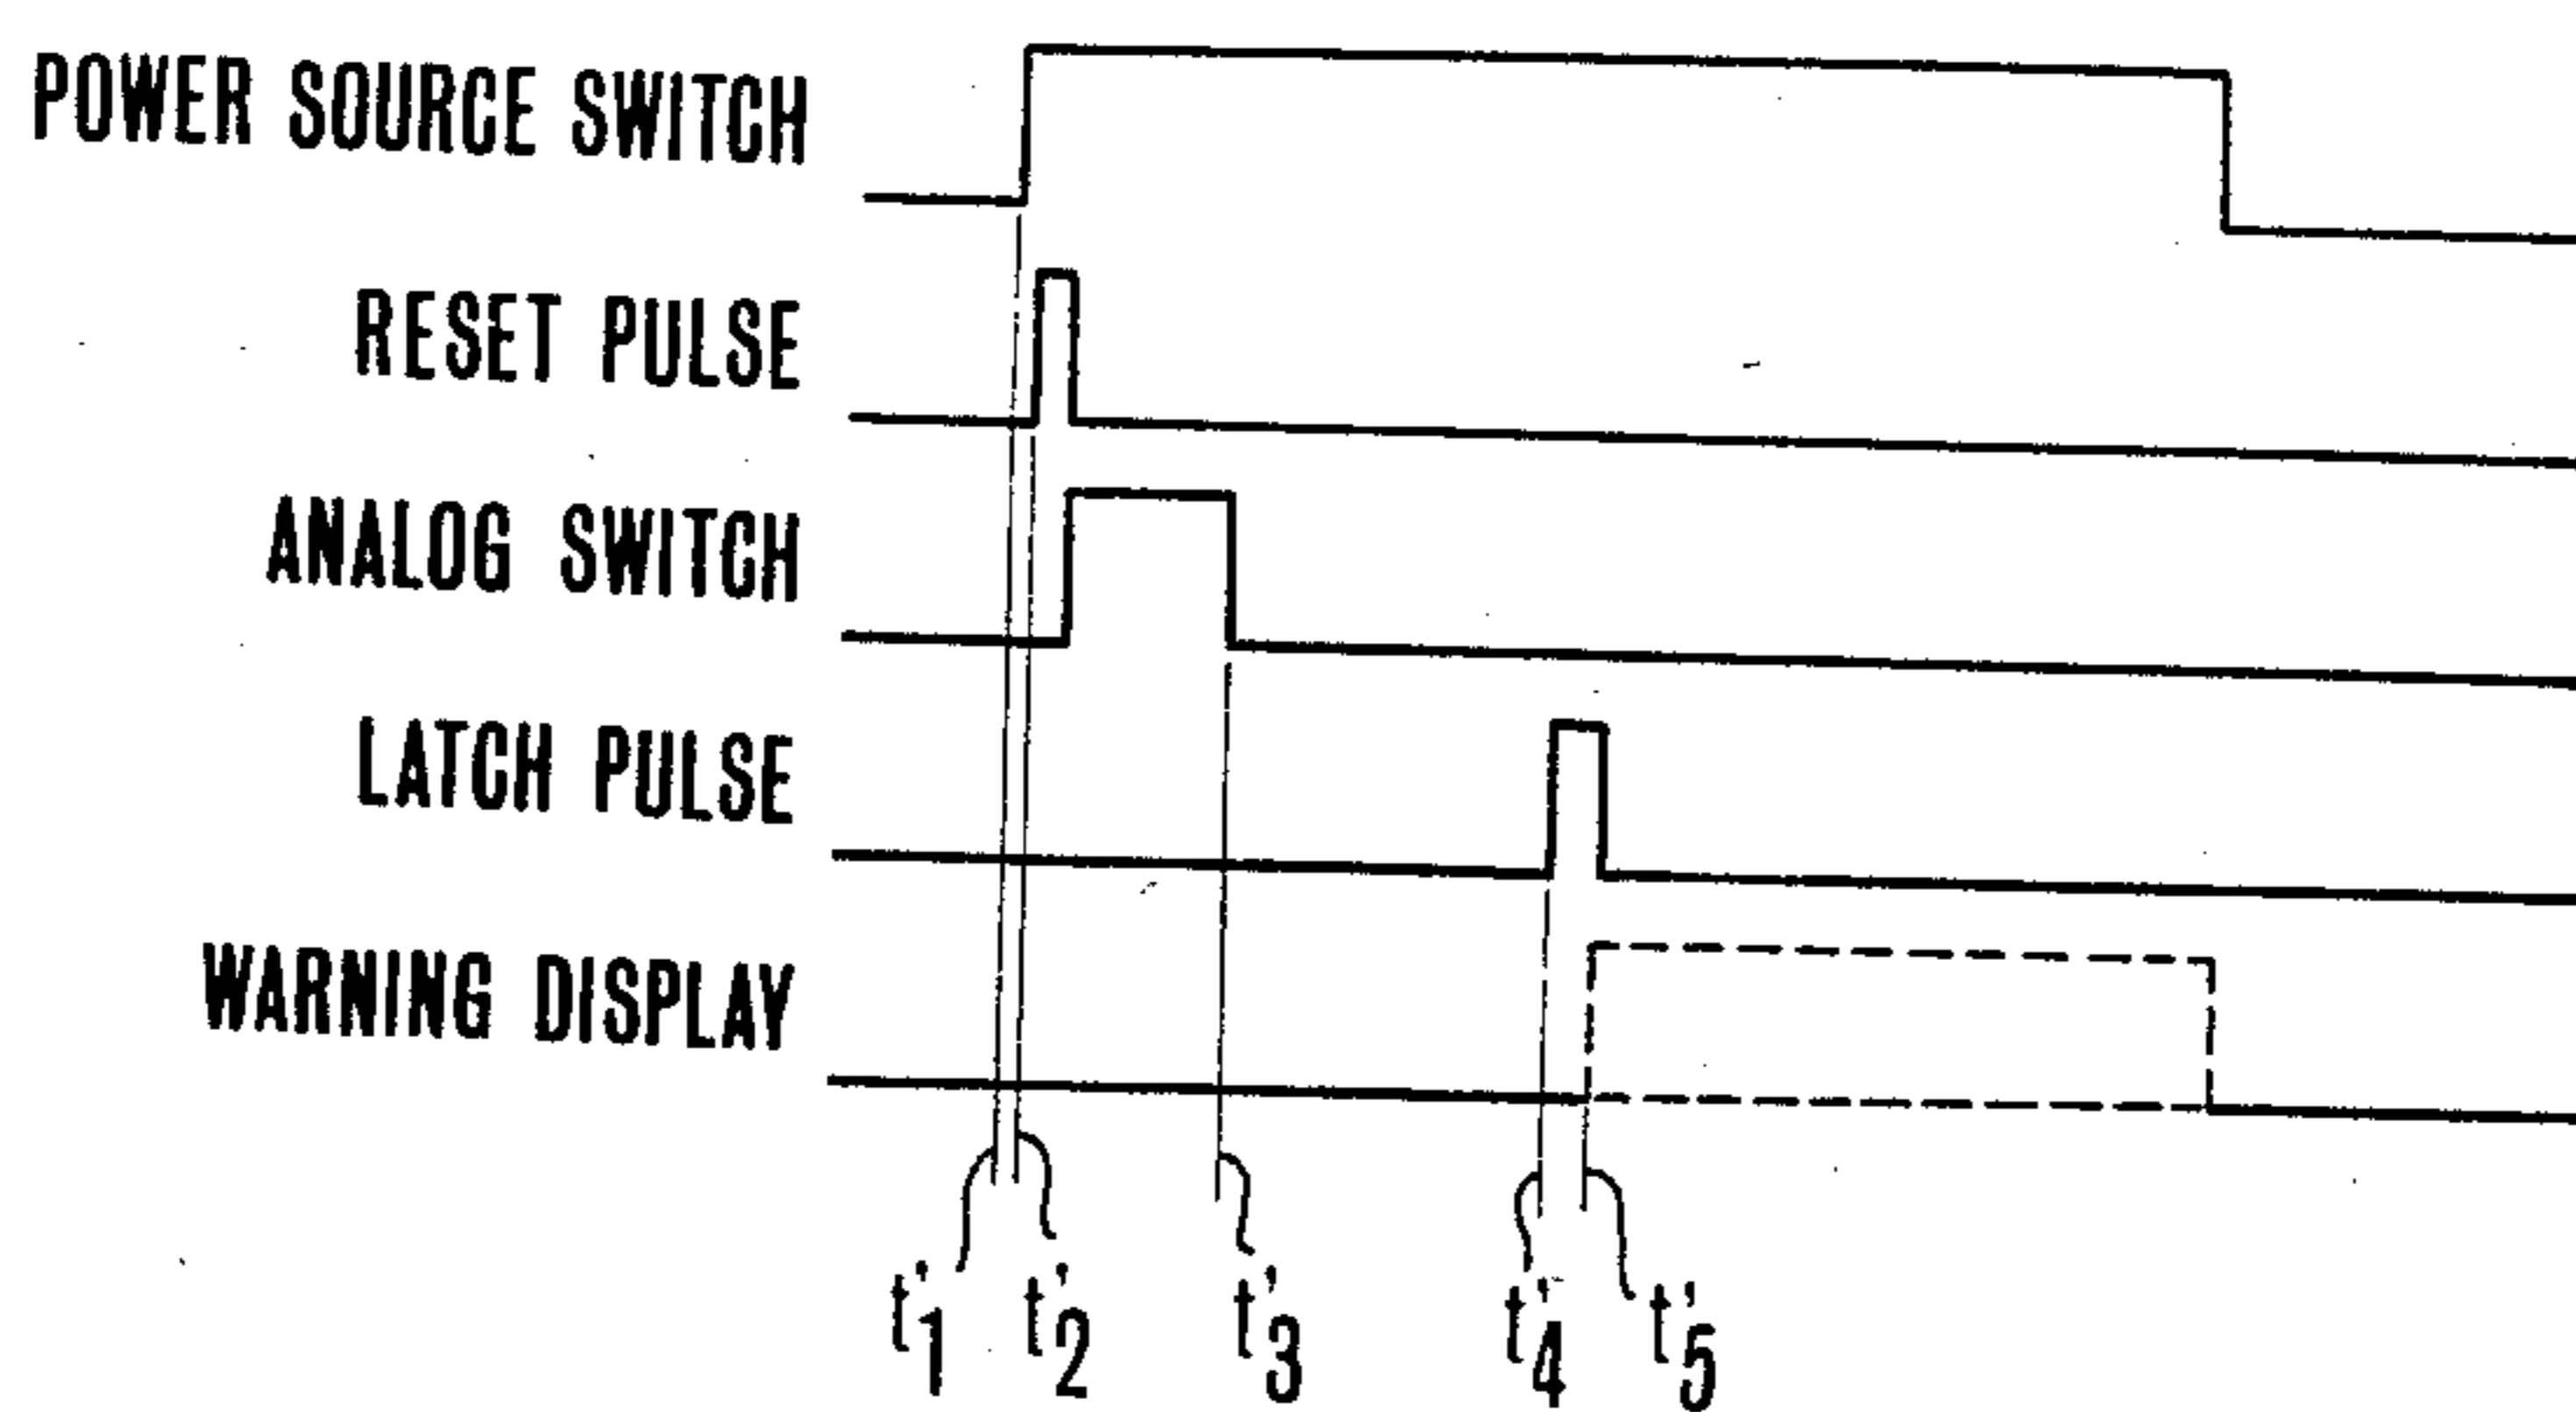 POWER SOURCE SWITCH
RESET PULSE
ANALOG SWITCH
LATCH PULSE
WARNING DISPLAY
t'1 t'2 t'3 t'4 t'5